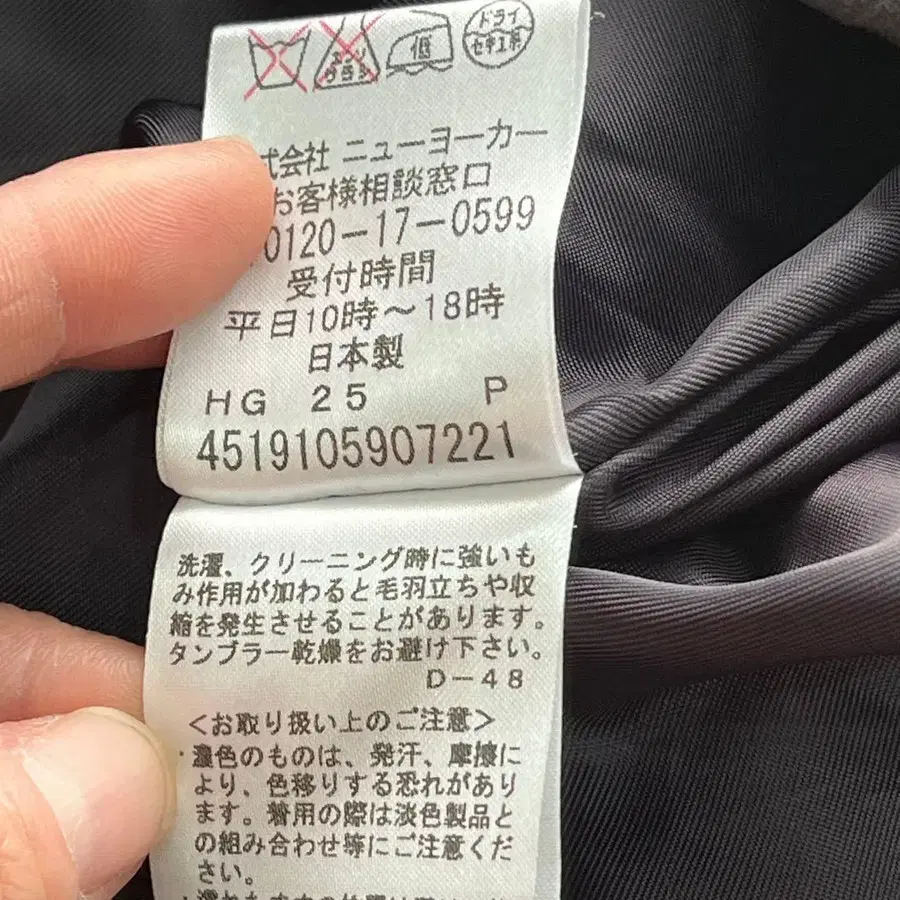 エンソ
サラシ
低
ドライ
セキユ系
式会社 ニューヨーカー
お客様相談窓口
0120-17-0599
受付時間
平日10時~18時
日本製
HG 25 P
4519105907221
洗濯、クリーニング時に強いも
み作用が加わると毛羽立ちや収
縮を発生させることがあります。
タンブラー乾燥をお避け下さい。
D-48
<お取り扱い上のご注意>
・濃色のものは、発汗、摩擦に
より、色移りする恐れがあり
ます。着用の際は淡色製品と
の組み合わせ等にご注意くだ
さい。